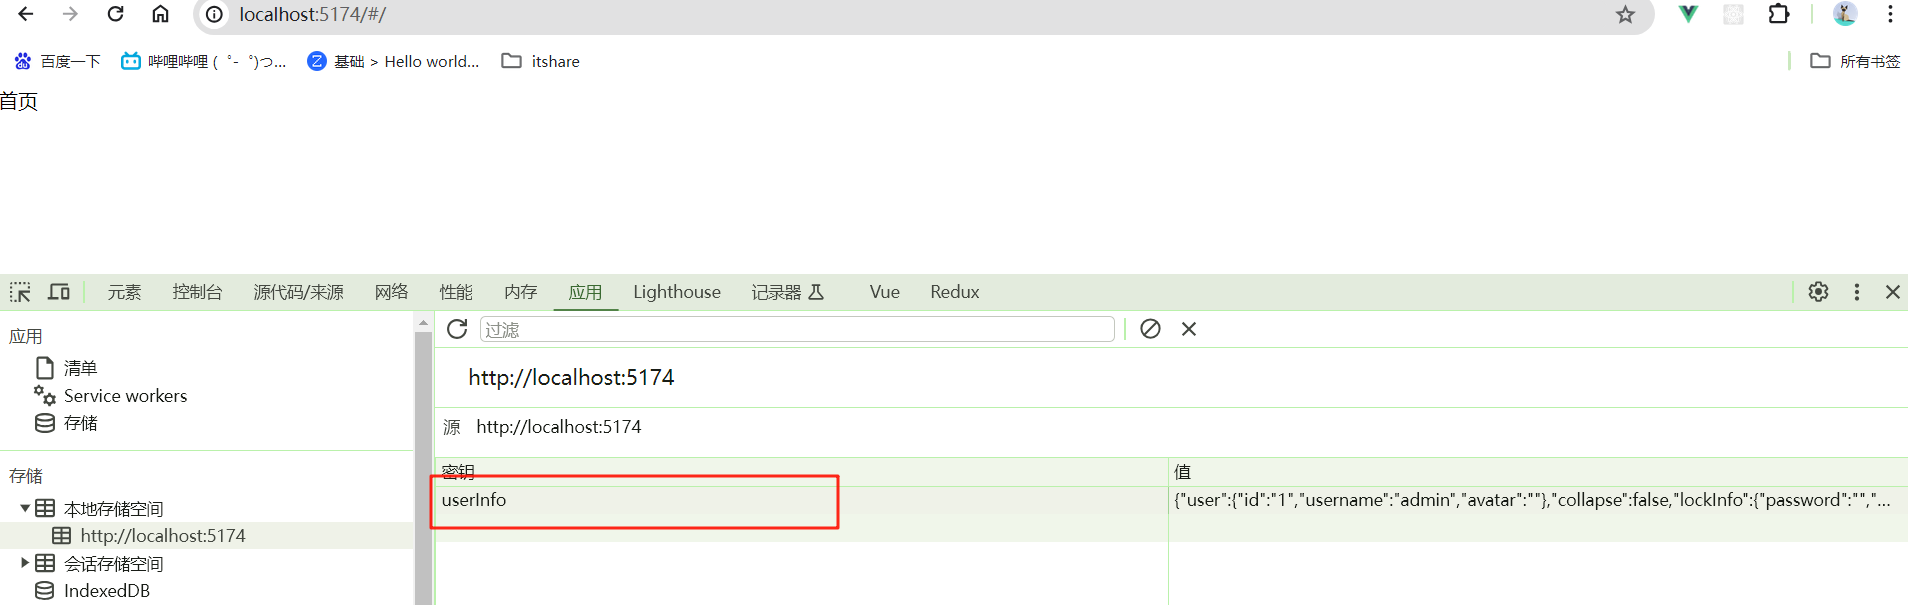 localhost:5174/#/
百度一下 哔哩哔哩 ( ゜- ゜)つ... 基础 > Hello world... itshare 所有书签
首页
元素 控制台 源代码/来源 网络 性能 内存 应用 Lighthouse 记录器 Vue Redux
应用
清单
Service workers
存储
存储
本地存储空间
http://localhost:5174
会话存储空间
IndexedDB
过滤
http://localhost:5174
源 http://localhost:5174
密钥 值
userInfo {"user":{"id":"1","username":"admin","avatar":""},"collapse":false,"lockInfo":{"password":"","...